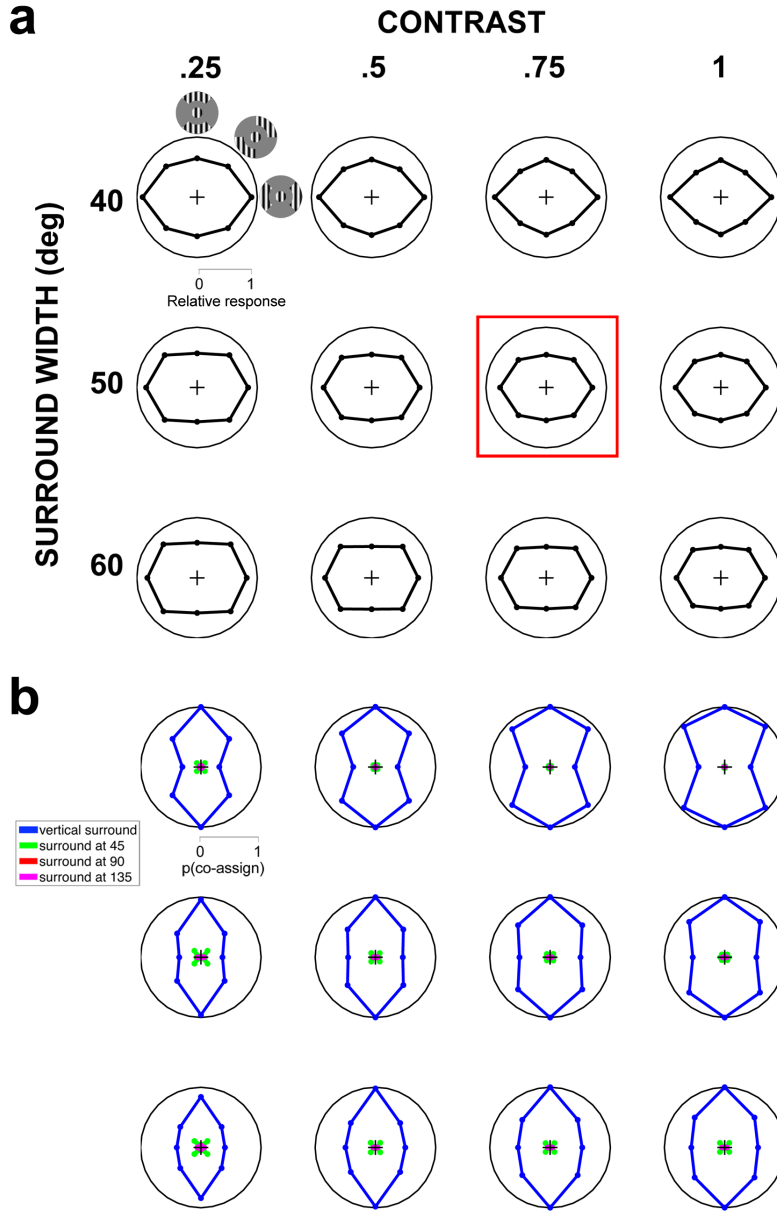 a
CONTRAST
.25 .5 .75 1
SURROUND WIDTH (deg)
40
0 1
Relative response
50
60
b
vertical surround
surround at 45
surround at 90
surround at 135
0 1
p(co-assign)